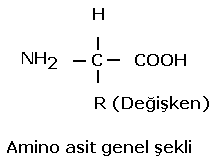 H
NH2 – C – COOH
R (Değişken)
Amino asit genel şekli